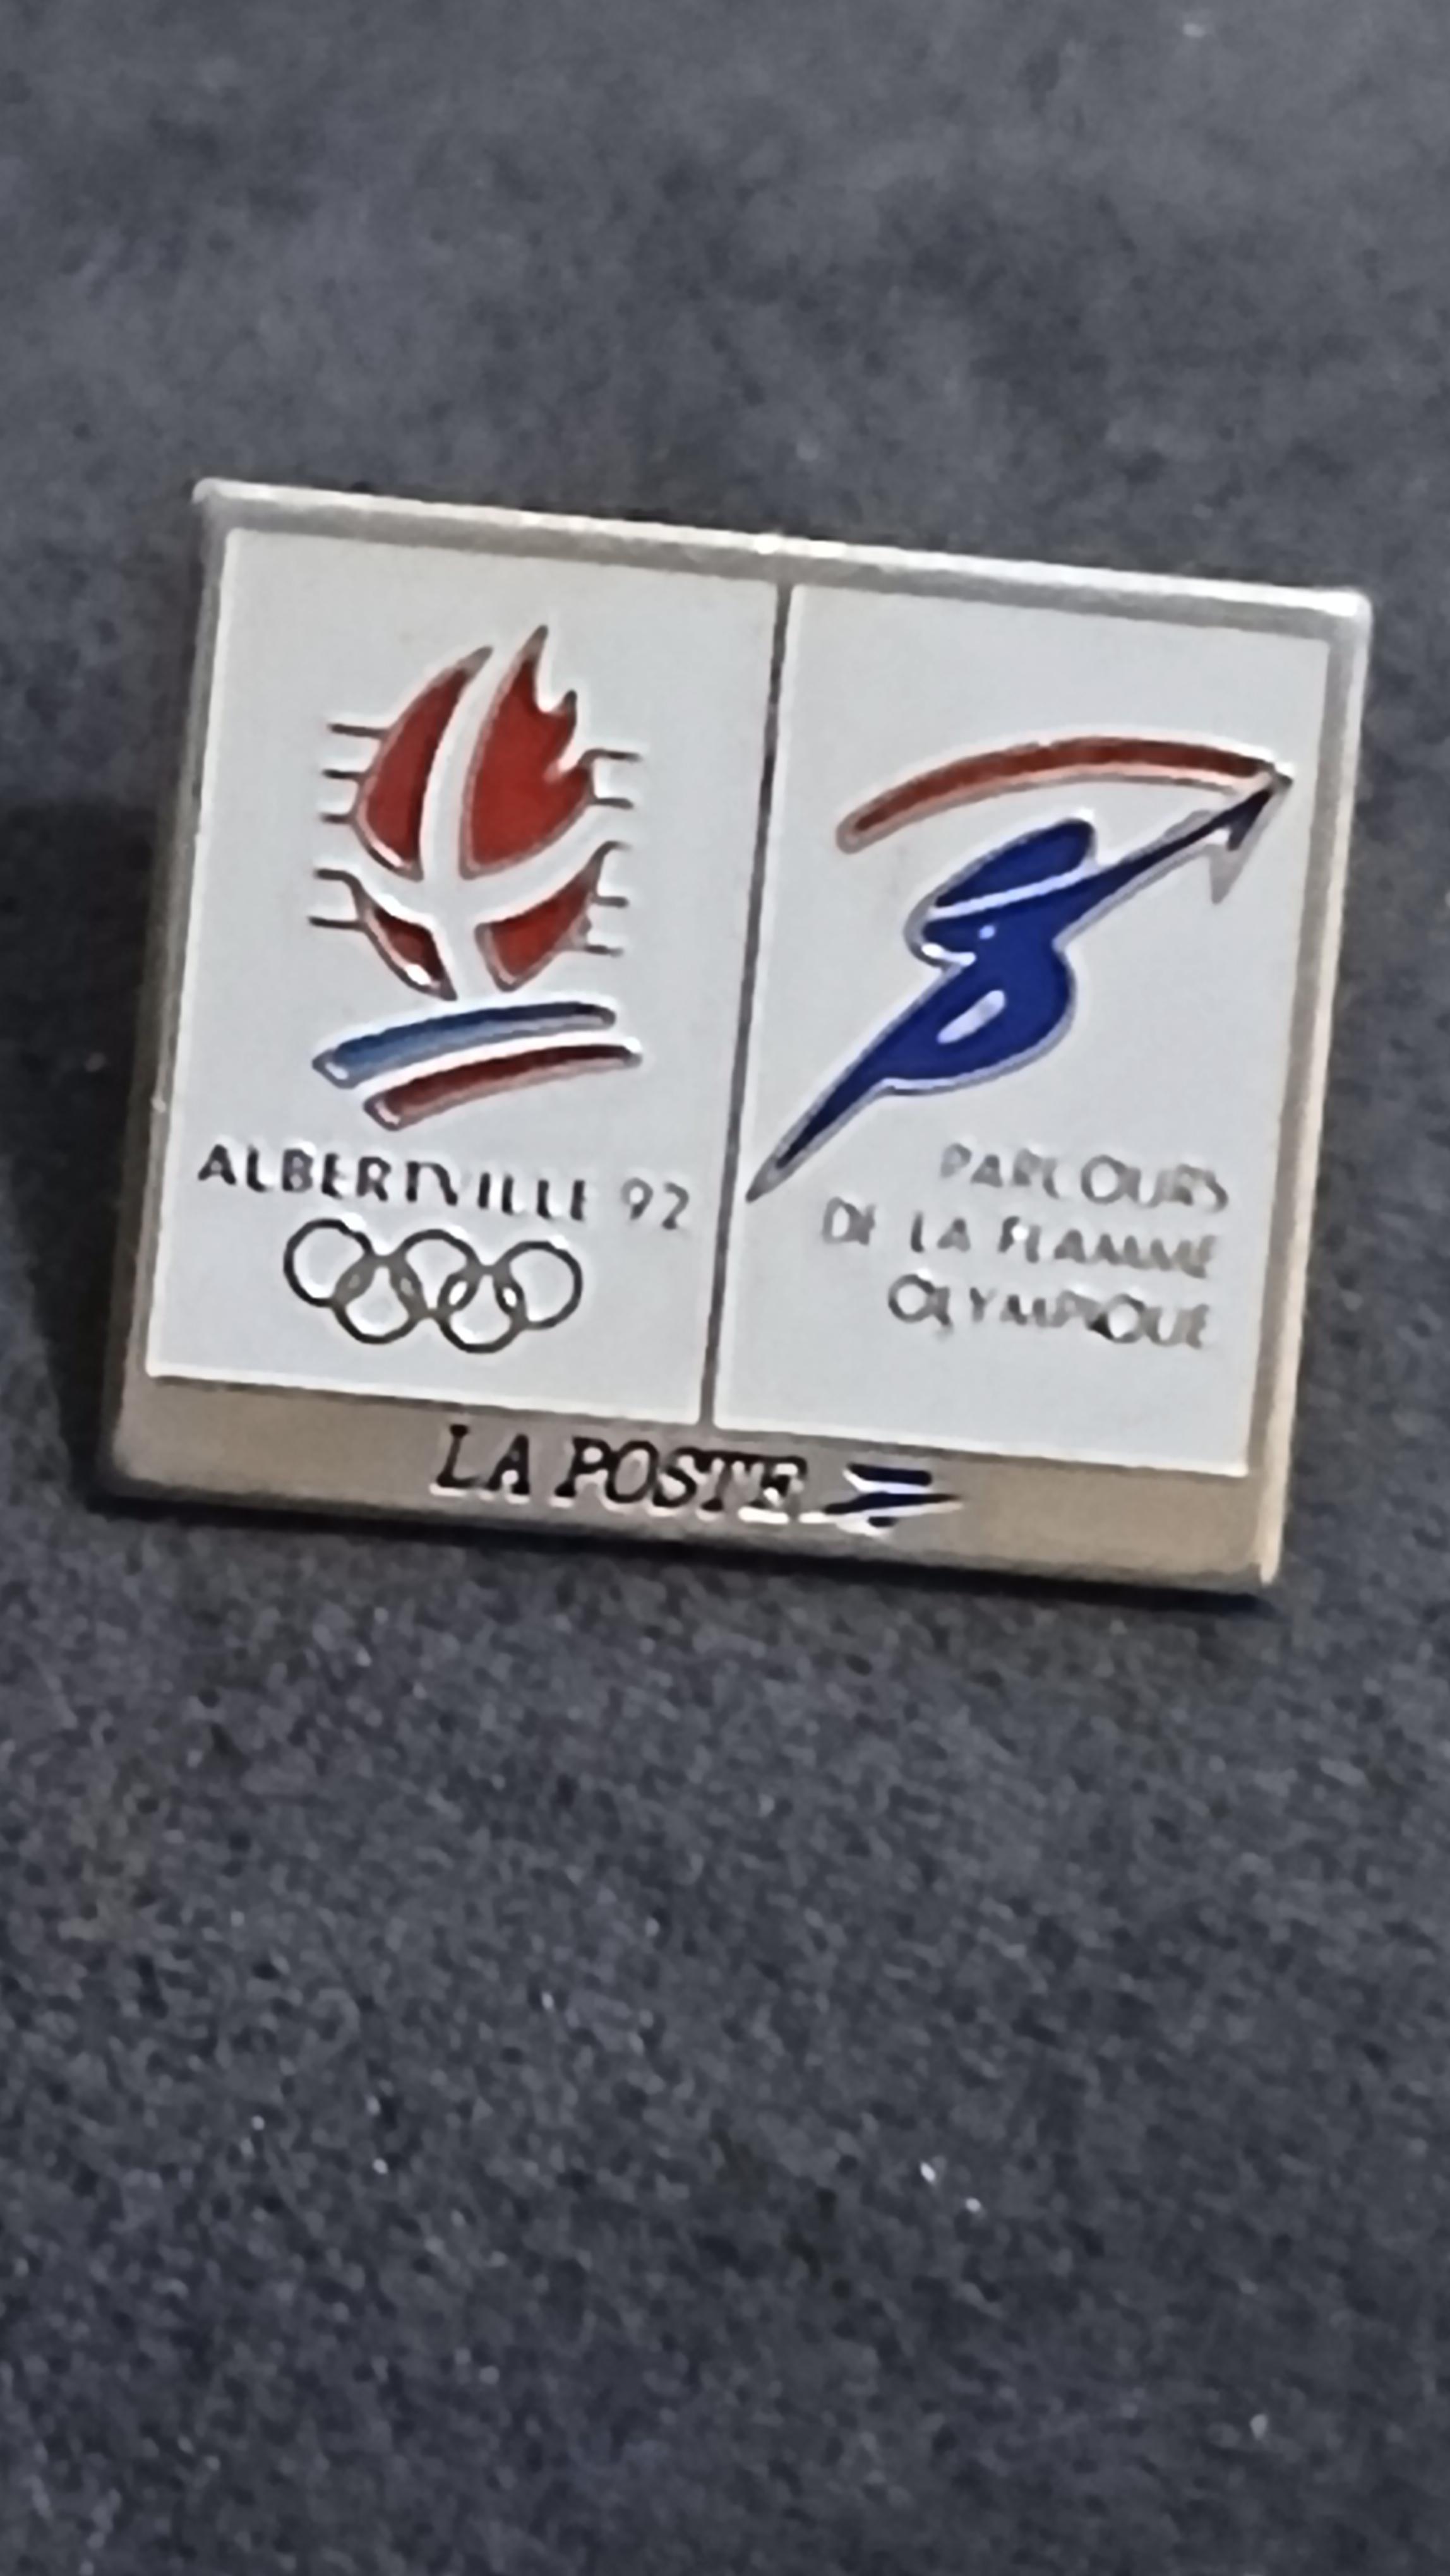 ALBERTVILLE 92
PARCOURS
DE LA FLAMME
OLYMPIQUE
LA POSTE